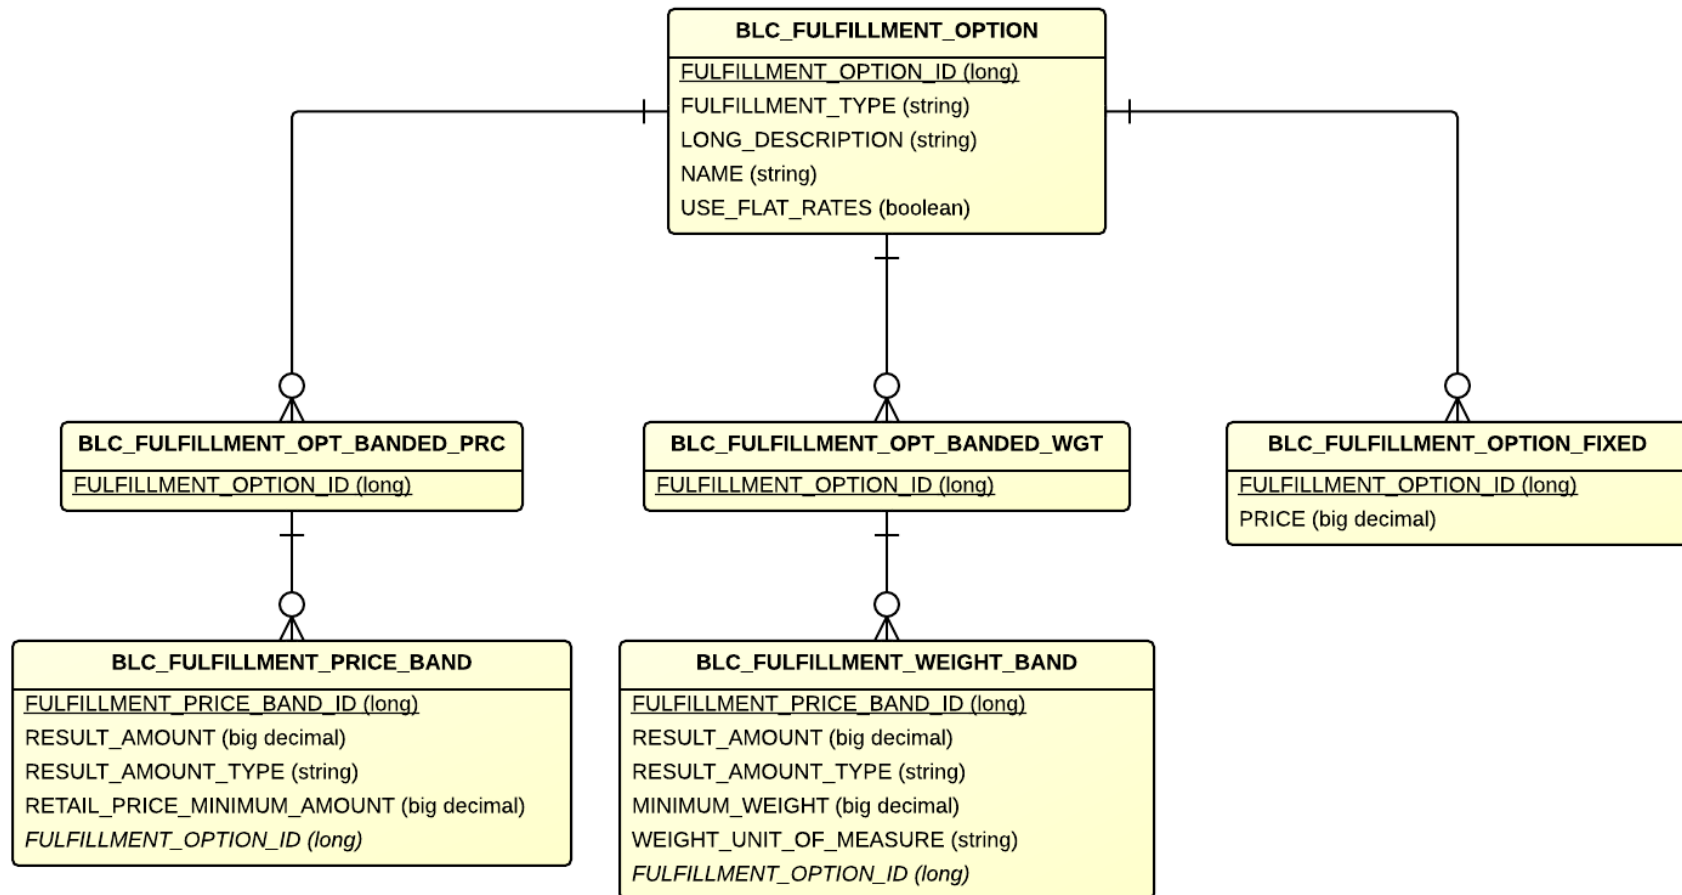 BLC_FULFILLMENT_OPTION
FULFILLMENT_OPTION_ID (long)
FULFILLMENT_TYPE (string)
LONG_DESCRIPTION (string)
NAME (string)
USE_FLAT_RATES (boolean)
BLC_FULFILLMENT_OPT_BANDED_PRC
FULFILLMENT_OPTION_ID (long)
BLC_FULFILLMENT_OPT_BANDED_WGT
FULFILLMENT_OPTION_ID (long)
BLC_FULFILLMENT_OPTION_FIXED
FULFILLMENT_OPTION_ID (long)
PRICE (big decimal)
BLC_FULFILLMENT_PRICE_BAND
FULFILLMENT_PRICE_BAND_ID (long)
RESULT_AMOUNT (big decimal)
RESULT_AMOUNT_TYPE (string)
RETAIL_PRICE_MINIMUM_AMOUNT (big decimal)
FULFILLMENT_OPTION_ID (long)
BLC_FULFILLMENT_WEIGHT_BAND
FULFILLMENT_PRICE_BAND_ID (long)
RESULT_AMOUNT (big decimal)
RESULT_AMOUNT_TYPE (string)
MINIMUM_WEIGHT (big decimal)
WEIGHT_UNIT_OF_MEASURE (string)
FULFILLMENT_OPTION_ID (long)